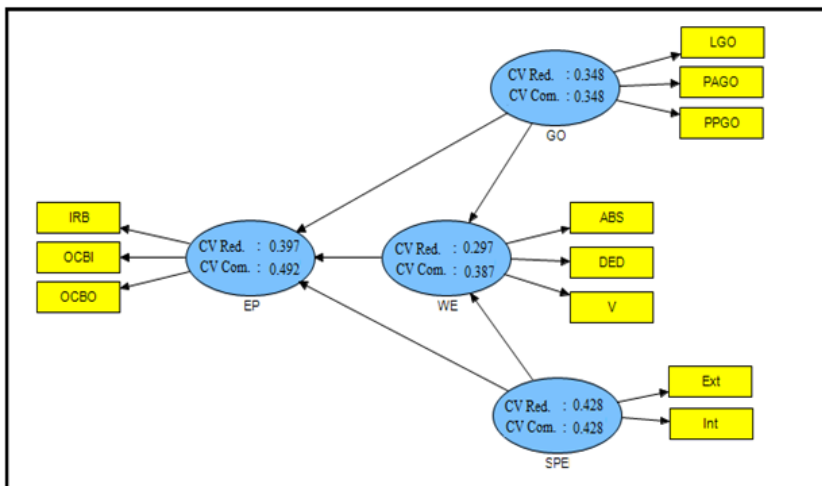 LGO
CV Red. : 0.348
CV Com. : 0.348
PAGO
PPGO
GO
IRB
ABS
CV Red. : 0.397
CV Com. : 0.492
CV Red. : 0.297
CV Com. : 0.387
OCBI
DED
OCBO
V
EP
WE
Ext
CV Red. : 0.428
CV Com. : 0.428
Int
SPE